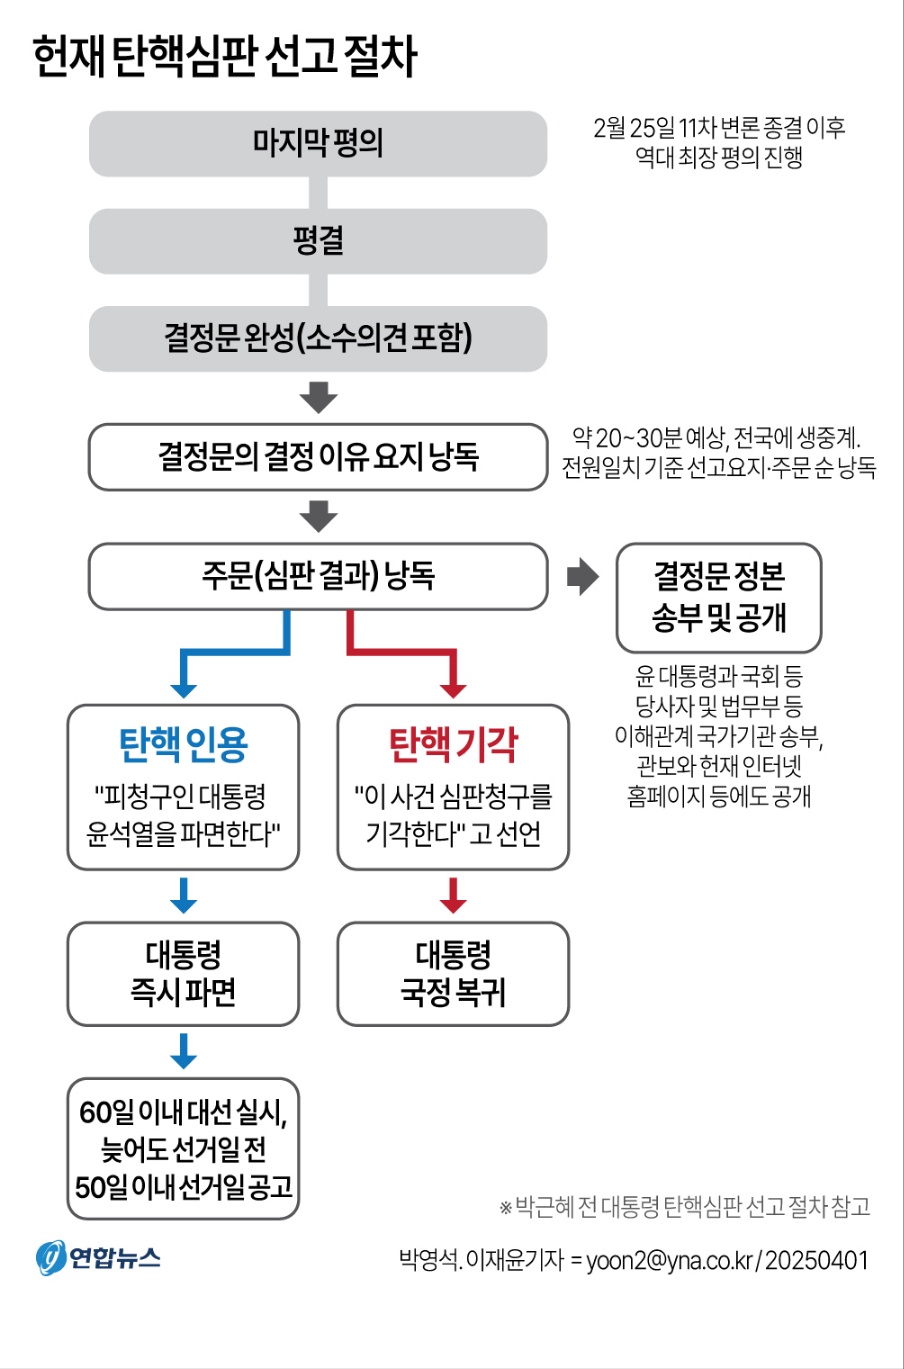 헌재 탄핵심판 선고 절차
마지막 평의
2월 25일 11차 변론 종결 이후
역대 최장 평의 진행
평결
결정문 완성(소수의견 포함)
결정문의 결정 이유 요지 낭독
약 20~30분 예상, 전국에 생중계.
전원일치 기준 선고요지·주문 순 낭독
주문(심판 결과) 낭독
결정문 정본
송부 및 공개
윤 대통령과 국회 등
당사자 및 법무부 등
이해관계 국가기관 송부,
관보와 헌재 인터넷
홈페이지 등에도 공개
탄핵 인용
"피청구인 대통령
윤석열을 파면한다"
탄핵 기각
"이 사건 심판청구를
기각한다" 고 선언
대통령
즉시 파면
대통령
국정 복귀
60일 이내 대선 실시,
늦어도 선거일 전
50일 이내 선거일 공고
※ 박근혜 전 대통령 탄핵심판 선고 절차 참고
y 연합뉴스
박영석. 이재윤기자 = yoon2@yna.co.kr / 20250401